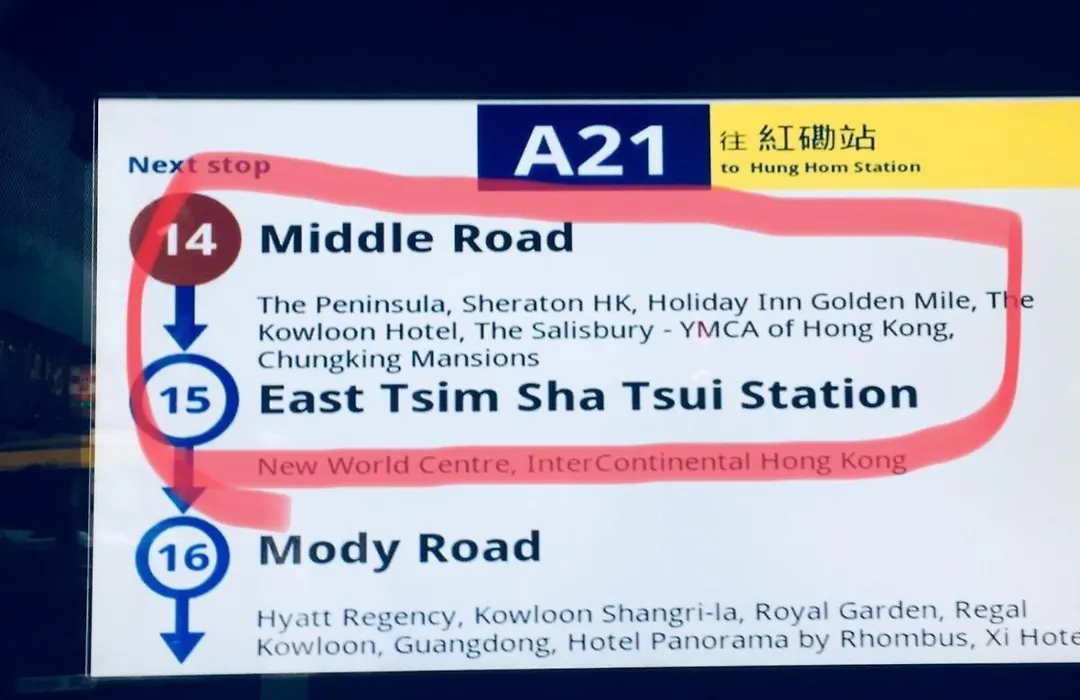 Next stop
A21
往 紅磡站
to Hung Hom Station
14 Middle Road
The Peninsula, Sheraton HK, Holiday Inn Golden Mile, The
Kowloon Hotel, The Salisbury - YMCA of Hong Kong,
Chungking Mansions
15 East Tsim Sha Tsui Station
New World Centre, InterContinental Hong Kong
16 Mody Road
Hyatt Regency, Kowloon Shangri-la, Royal Garden, Regal
Kowloon, Guangdong, Hotel Panorama by Rhombus, Xi Hote